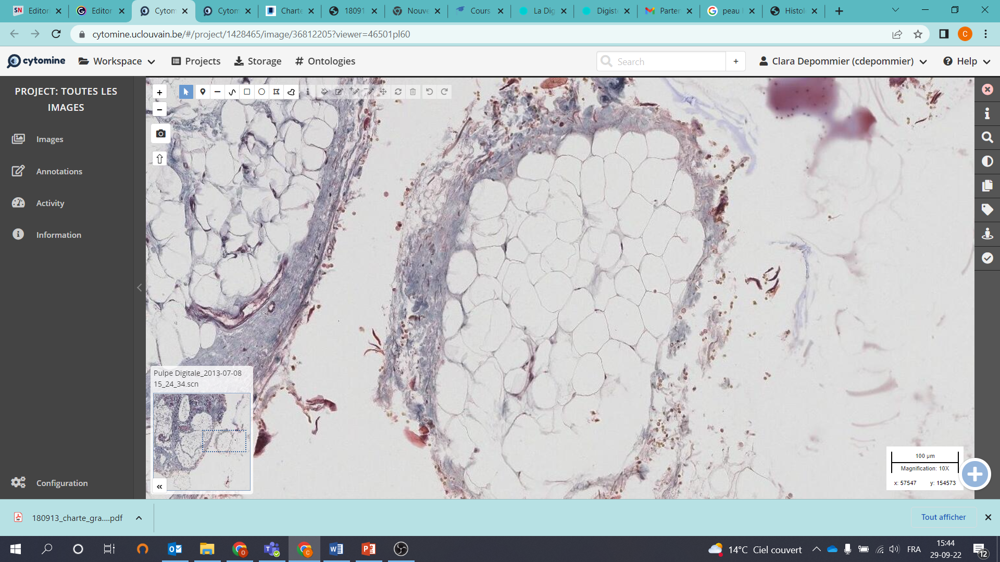 SN Editor
Editor
Cytom
Cytom
Charte
18091
Nouve
Cours
La Dig
Digist
Parter
peau
Histol
cytomine.uclouvain.be/#/project/1428465/image/36812205?viewer=46501pl60
C
cytomine
Workspace
Projects
Storage
# Ontologies
Search
+
Clara Depommier (cdepommier)
Help
PROJECT: TOUTES LES
IMAGES
Images
Annotations
Activity
Information
Configuration
+
−
Pulpe Digitale_2013-07-08
15_24_34.scn
«
100 µm
Magnification: 10X
x: 57547 y: 154573
180913_charte_gra....pdf
Tout afficher
14°C Ciel couvert
FRA
15:44
29-09-22
12